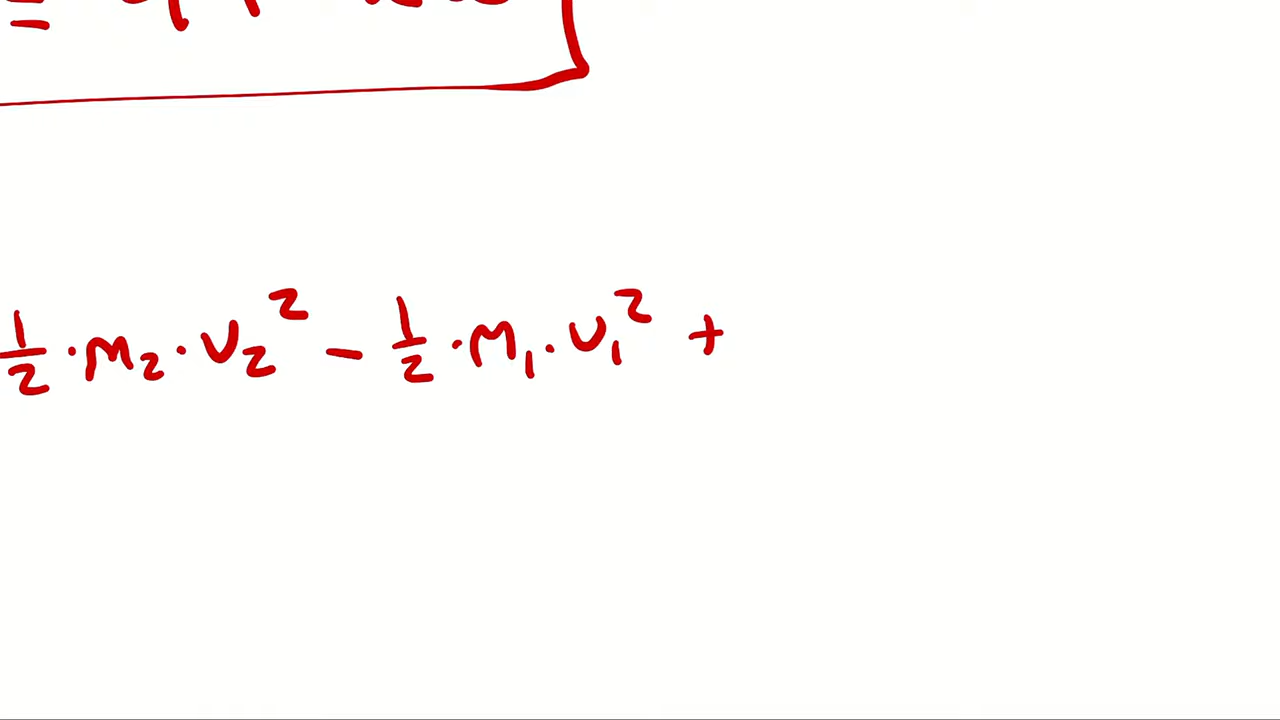 =
½ · m₂ · v₂² - ½ · m₁ · v₁² +